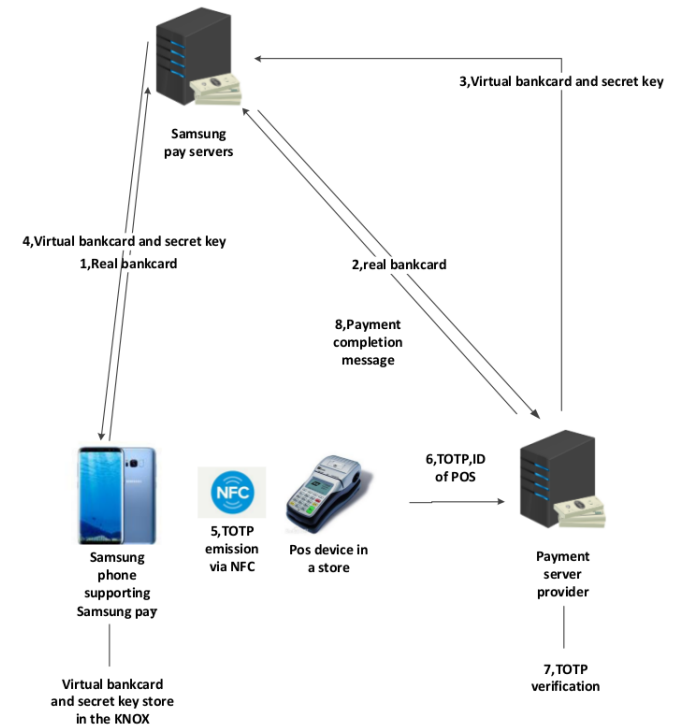 3,Virtual bankcard and secret key
Samsung
pay servers
4,Virtual bankcard and secret key
1,Real bankcard
2,real bankcard
8,Payment
completion
message
6,TOTP,ID
of POS
NFC
5,TOTP
emission
via NFC
Pos device in
a store
Samsung
phone
supporting
Samsung pay
Payment
server
provider
Virtual bankcard
and secret key store
in the KNOX
7,TOTP
verification